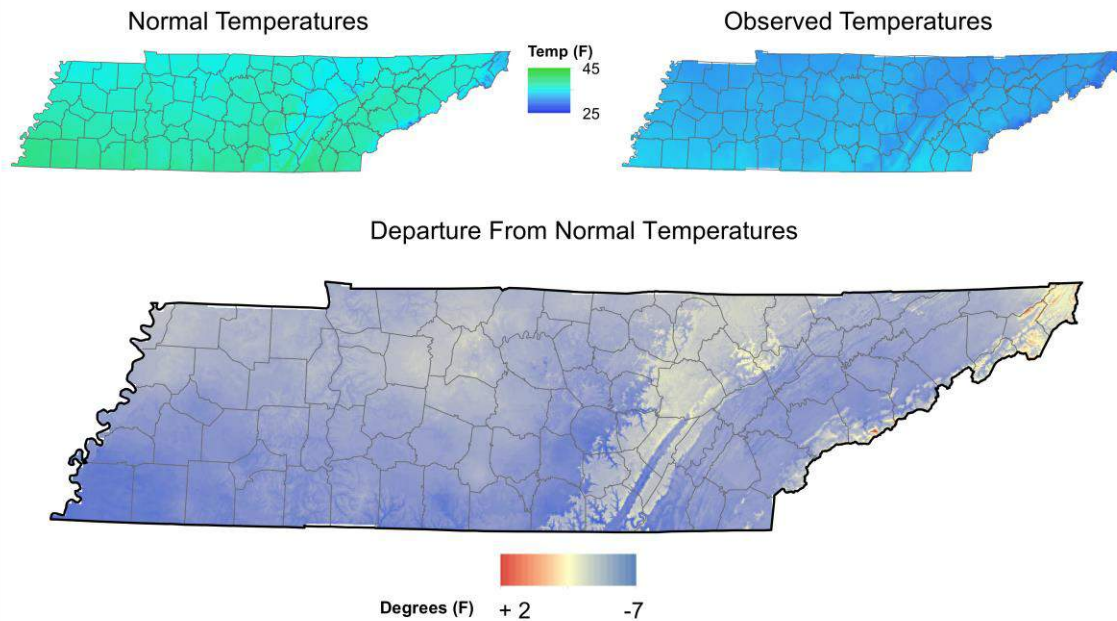 Normal Temperatures
Observed Temperatures
Temp (F)
45
25
Departure From Normal Temperatures
Degrees (F)
+ 2
-7